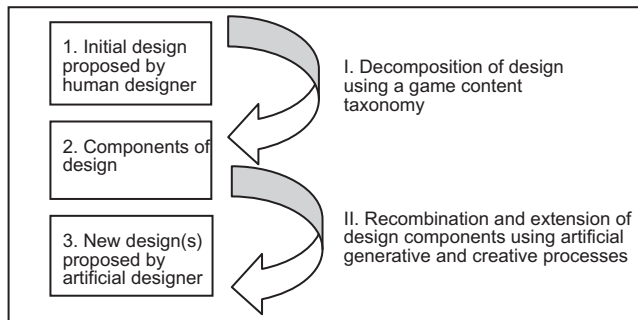 1. Initial design
proposed by
human designer
I. Decomposition of design
using a game content
taxonomy
2. Components of
design
II. Recombination and extension of
design components using artificial
generative and creative processes
3. New design(s)
proposed by
artificial designer